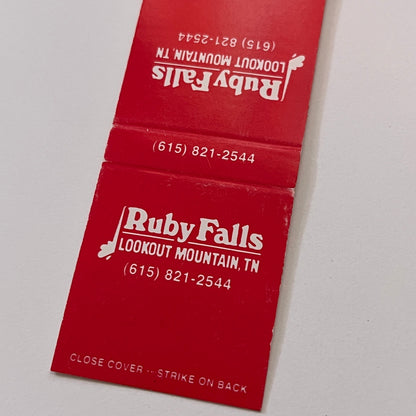 (615) 821-2544
LOOKOUT MOUNTAIN, TN
Ruby Falls
(615) 821-2544
Ruby Falls
LOOKOUT MOUNTAIN, TN
(615) 821-2544
CLOSE COVER -- STRIKE ON BACK